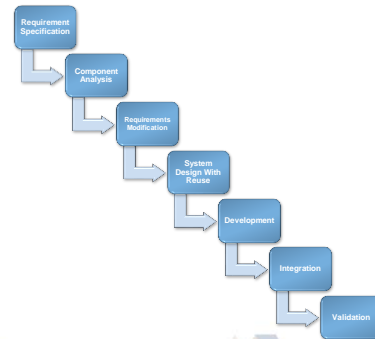 Requirement
Specification
Component
Analysis
Requirements
Modification
System
Design With
Reuse
Development
Integration
Validation